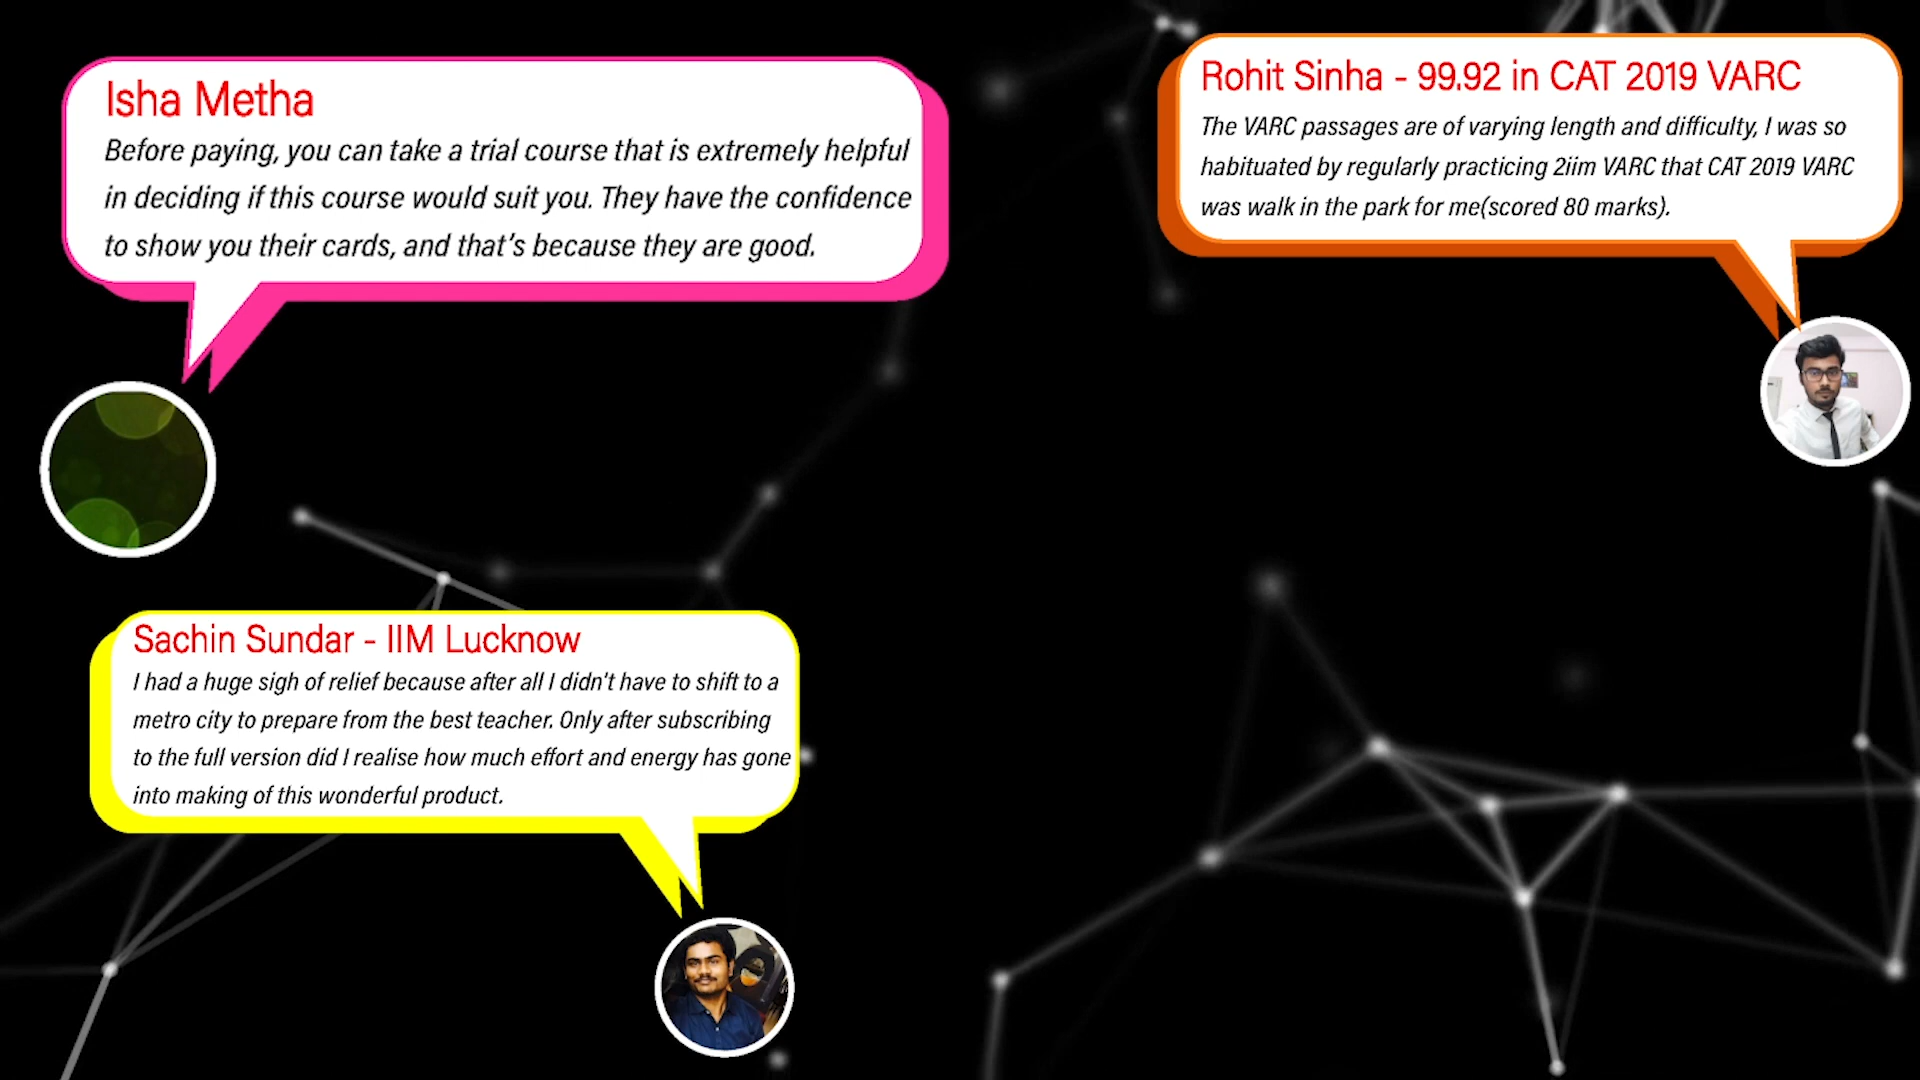 Isha Metha
Before paying, you can take a trial course that is extremely helpful
in deciding if this course would suit you. They have the confidence
to show you their cards, and that's because they are good.
Rohit Sinha - 99.92 in CAT 2019 VARC
The VARC passages are of varying length and difficulty, I was so
habituated by regularly practicing 2iim VARC that CAT 2019 VARC
was walk in the park for me(scored 80 marks).
Sachin Sundar - IIM Lucknow
I had a huge sigh of relief because after all I didn't have to shift to a
metro city to prepare from the best teacher. Only after subscribing
to the full version did I realise how much effort and energy has gone
into making of this wonderful product.